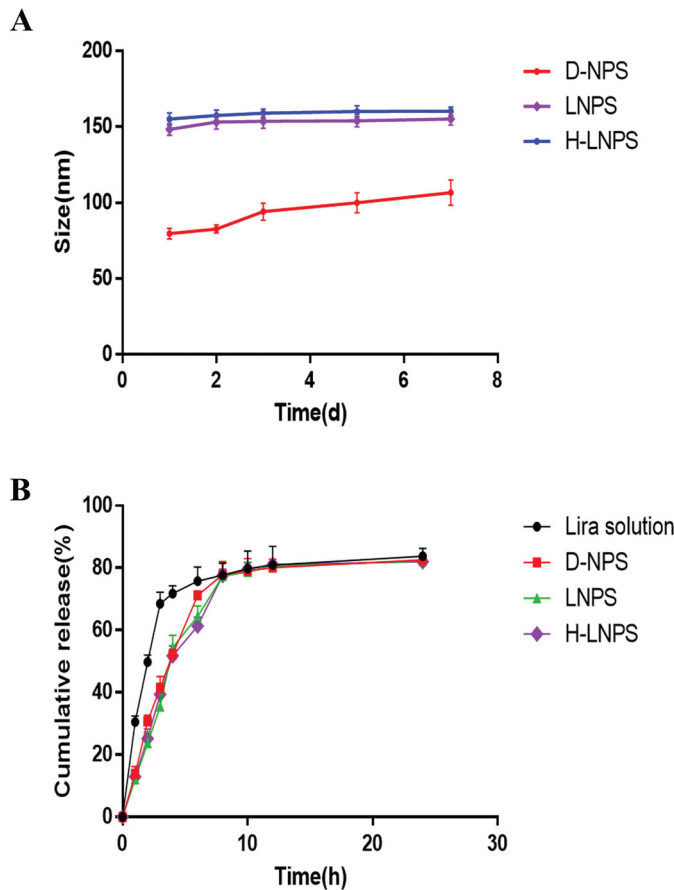 A
200
150
100
50
0
Size(nm)
0 2 4 6 8
Time(d)
D-NPS
LNPS
H-LNPS
B
100
80
60
40
20
0
Cumulative release(%)
0 10 20 30
Time(h)
Lira solution
D-NPS
LNPS
H-LNPS